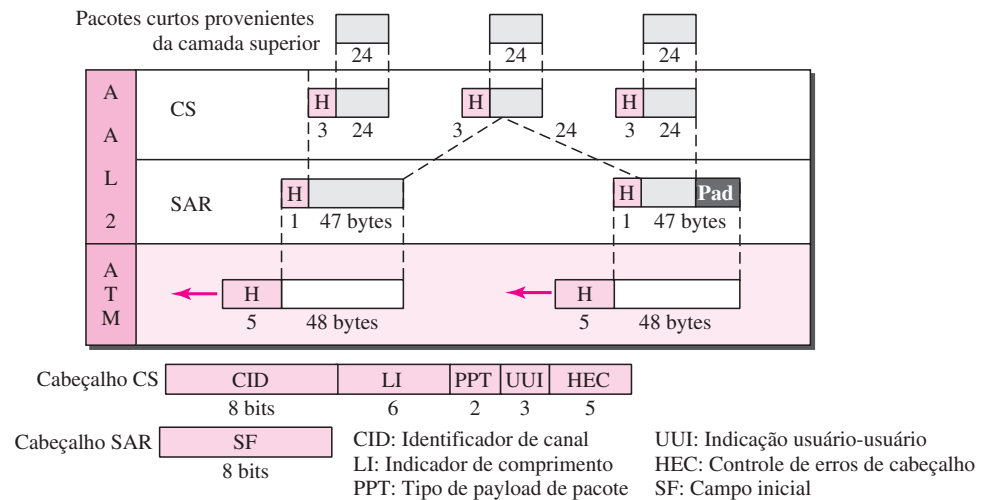 Pacotes curtos provenientes
da camada superior
24 24 24
A A L 2
CS
H H H
3 24 3 24 3 24
SAR
H H Pad
1 47 bytes 1 47 bytes
A T M
H H
5 48 bytes 5 48 bytes
Cabeçalho CS CID LI PPT UUI HEC
8 bits 6 2 3 5
Cabeçalho SAR SF
8 bits
CID: Identificador de canal
LI: Indicador de comprimento
PPT: Tipo de payload de pacote
UUI: Indicação usuário-usuário
HEC: Controle de erros de cabeçalho
SF: Campo inicial